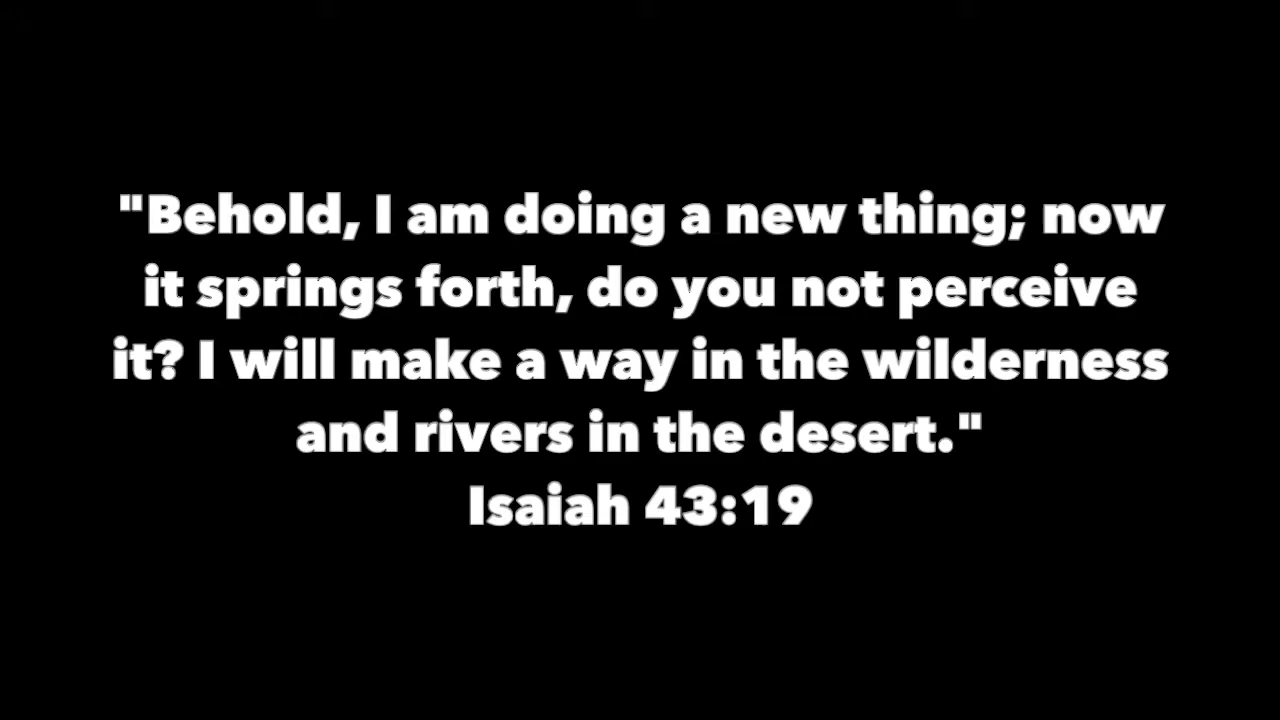 "Behold, I am doing a new thing; now
it springs forth, do you not perceive
it? I will make a way in the wilderness
and rivers in the desert."
Isaiah 43:19